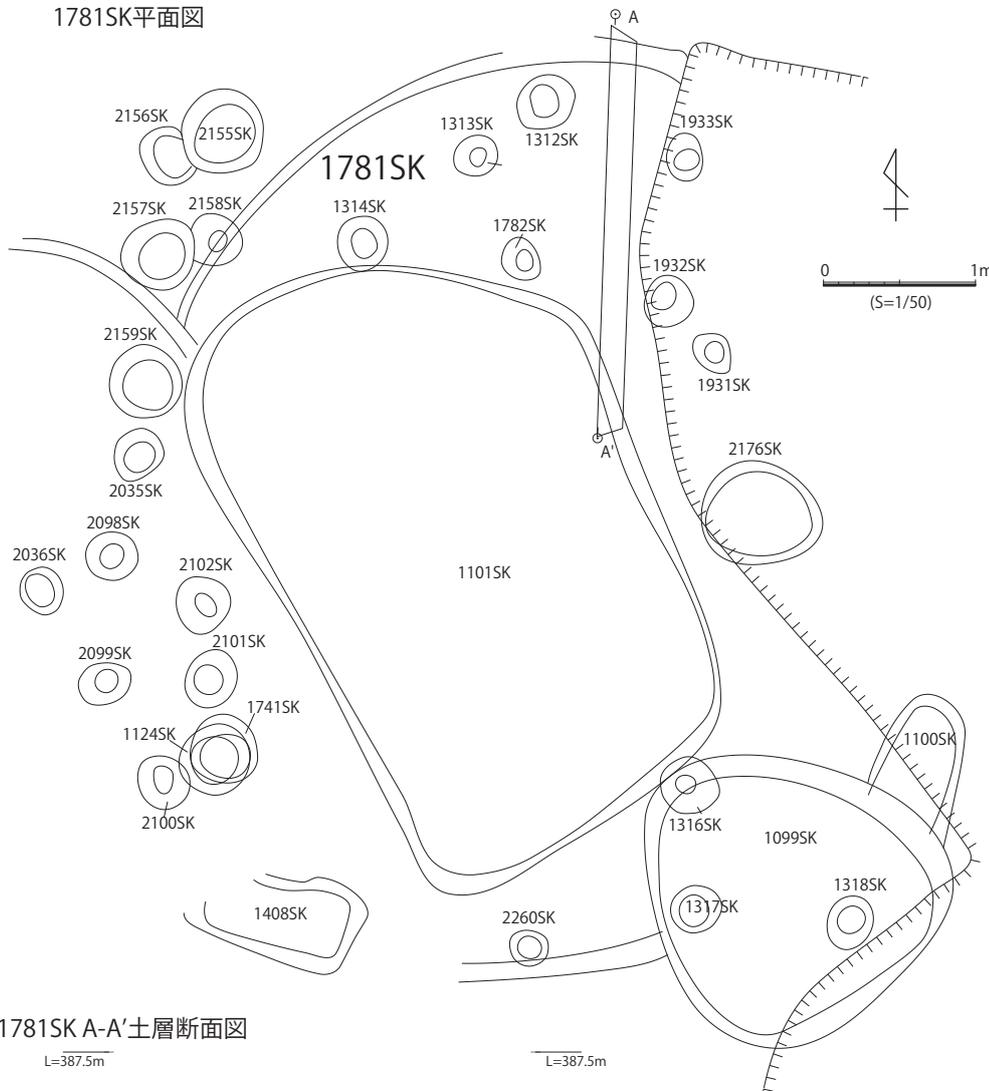 1781SK平面図
A
2156SK
2155SK
1313SK
1312SK
1933SK
1781SK
2157SK
2158SK
1314SK
1782SK
1932SK
0
1m
(S=1/50)
2159SK
1931SK
A'
2176SK
2035SK
2098SK
2036SK
2102SK
1101SK
2101SK
2099SK
1741SK
1124SK
1100SK
2100SK
1316SK
1099SK
1318SK
1408SK
1317SK
2260SK
1781SK A-A’土層断面図
L=387.5m
L=387.5m